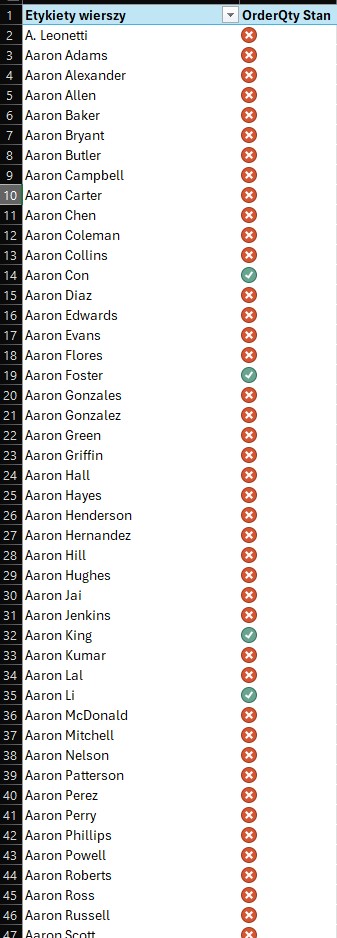 1 Etykiety wierszy OrderQty Stan
2 A. Leonetti
3 Aaron Adams
4 Aaron Alexander
5 Aaron Allen
6 Aaron Baker
7 Aaron Bryant
8 Aaron Butler
9 Aaron Campbell
10 Aaron Carter
11 Aaron Chen
12 Aaron Coleman
13 Aaron Collins
14 Aaron Con
15 Aaron Diaz
16 Aaron Edwards
17 Aaron Evans
18 Aaron Flores
19 Aaron Foster
20 Aaron Gonzales
21 Aaron Gonzalez
22 Aaron Green
23 Aaron Griffin
24 Aaron Hall
25 Aaron Hayes
26 Aaron Henderson
27 Aaron Hernandez
28 Aaron Hill
29 Aaron Hughes
30 Aaron Jai
31 Aaron Jenkins
32 Aaron King
33 Aaron Kumar
34 Aaron Lal
35 Aaron Li
36 Aaron McDonald
37 Aaron Mitchell
38 Aaron Nelson
39 Aaron Patterson
40 Aaron Perez
41 Aaron Perry
42 Aaron Phillips
43 Aaron Powell
44 Aaron Roberts
45 Aaron Ross
46 Aaron Russell
47 Aaron Scott